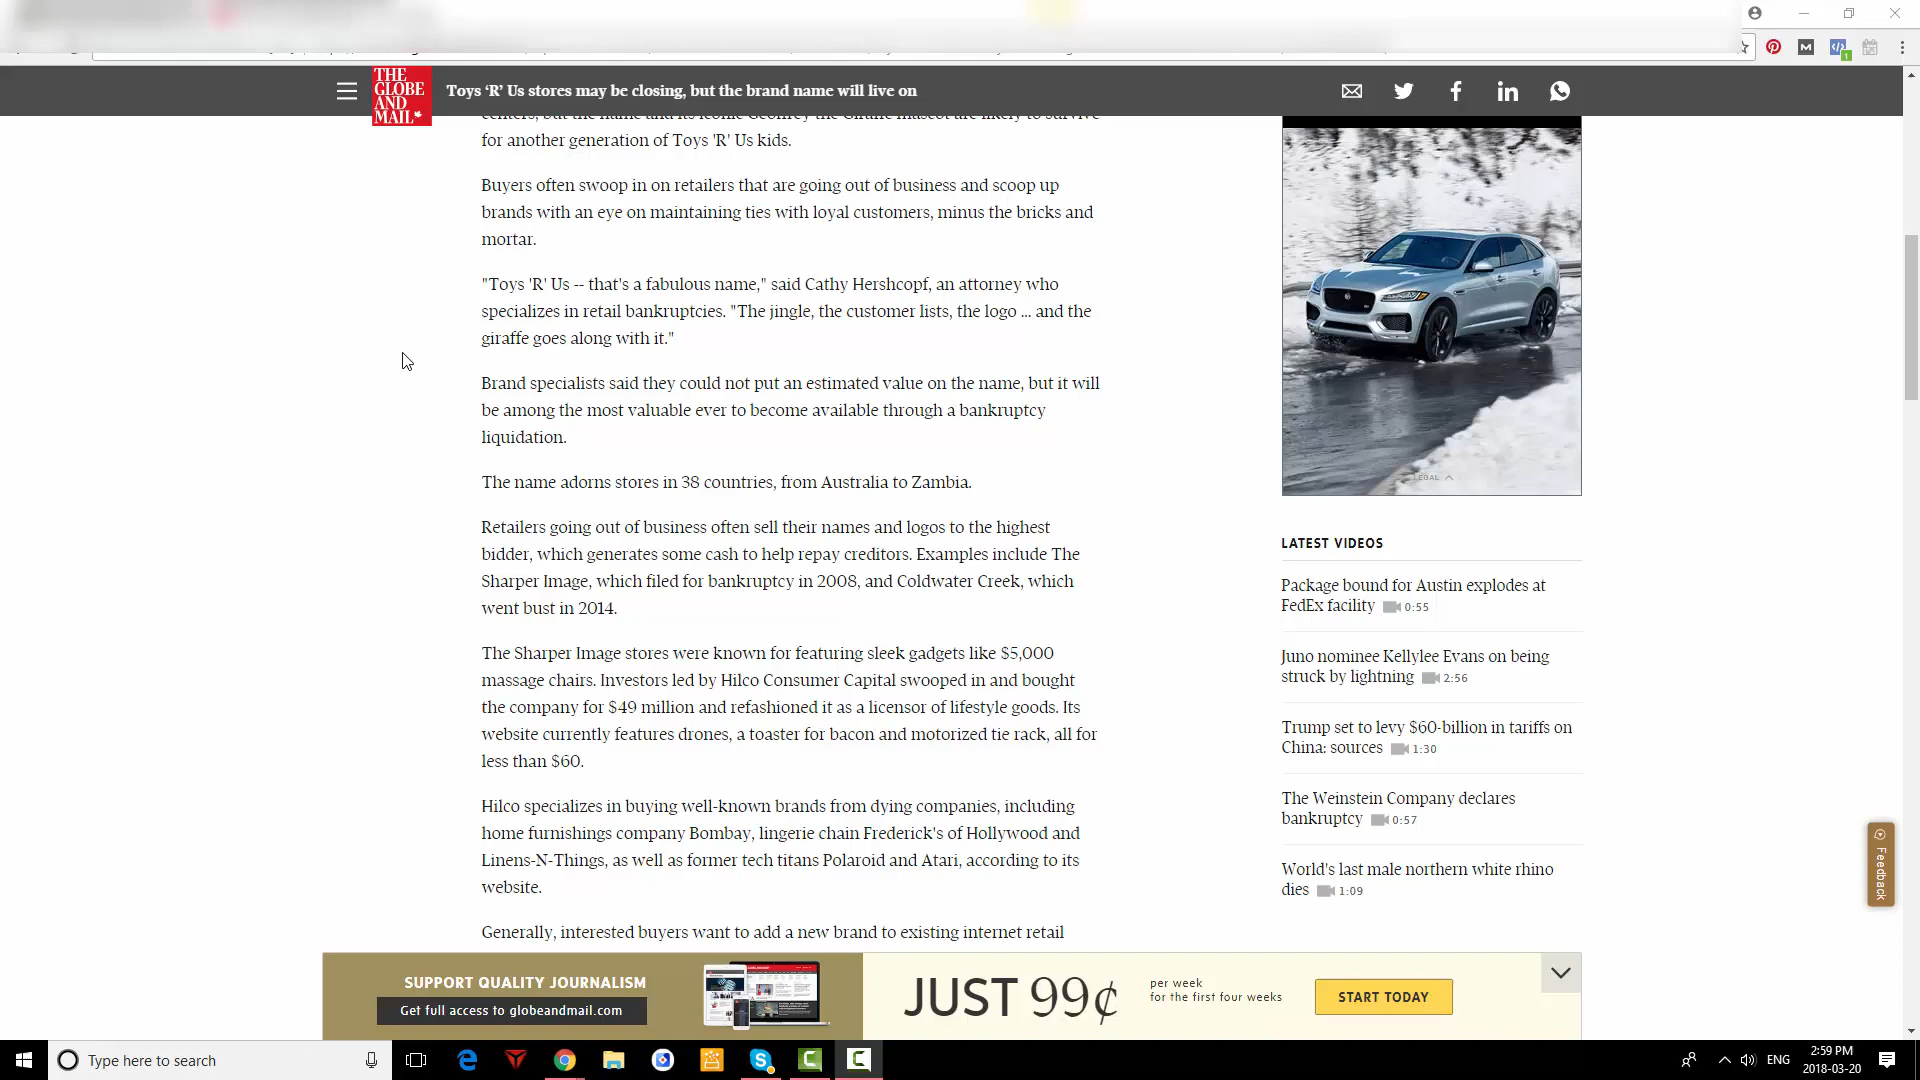 THE
GLOBE
AND
MAIL
Toys ‘R’ Us stores may be closing, but the brand name will live on
centers, but the name and its iconic Geoffrey the Giraffe mascot are likely to survive
for another generation of Toys 'R' Us kids.
Buyers often swoop in on retailers that are going out of business and scoop up
brands with an eye on maintaining ties with loyal customers, minus the bricks and
mortar.
"Toys 'R' Us -- that's a fabulous name," said Cathy Hershcopf, an attorney who
specializes in retail bankruptcies. "The jingle, the customer lists, the logo ... and the
giraffe goes along with it."
Brand specialists said they could not put an estimated value on the name, but it will
be among the most valuable ever to become available through a bankruptcy
liquidation.
The name adorns stores in 38 countries, from Australia to Zambia.
Retailers going out of business often sell their names and logos to the highest
bidder, which generates some cash to help repay creditors. Examples include The
Sharper Image, which filed for bankruptcy in 2008, and Coldwater Creek, which
went bust in 2014.
The Sharper Image stores were known for featuring sleek gadgets like $5,000
massage chairs. Investors led by Hilco Consumer Capital swooped in and bought
the company for $49 million and refashioned it as a licensor of lifestyle goods. Its
website currently features drones, a toaster for bacon and motorized tie rack, all for
less than $60.
Hilco specializes in buying well-known brands from dying companies, including
home furnishings company Bombay, lingerie chain Frederick's of Hollywood and
Linens-N-Things, as well as former tech titans Polaroid and Atari, according to its
website.
Generally, interested buyers want to add a new brand to existing internet retail
LEGAL
LATEST VIDEOS
Package bound for Austin explodes at
FedEx facility 0:55
Juno nominee Kellylee Evans on being
struck by lightning 2:56
Trump set to levy $60-billion in tariffs on
China: sources 1:30
The Weinstein Company declares
bankruptcy 0:57
World's last male northern white rhino
dies 1:09
Feedback
SUPPORT QUALITY JOURNALISM
Get full access to globeandmail.com
JUST 99¢
per week
for the first four weeks
START TODAY
Type here to search
ENG
2:59 PM
2018-03-20